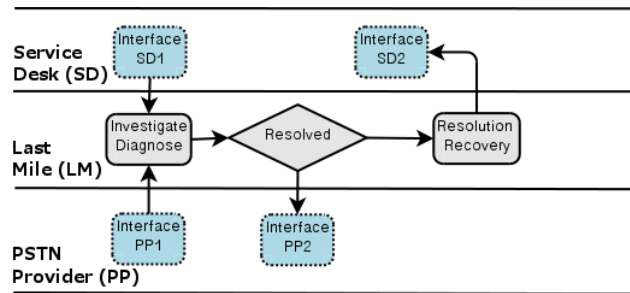 Service
Desk (SD)
Interface
SD1
Interface
SD2
Last
Mile (LM)
Investigate
Diagnose
Resolved
Resolution
Recovery
PSTN
Provider (PP)
Interface
PP1
Interface
PP2